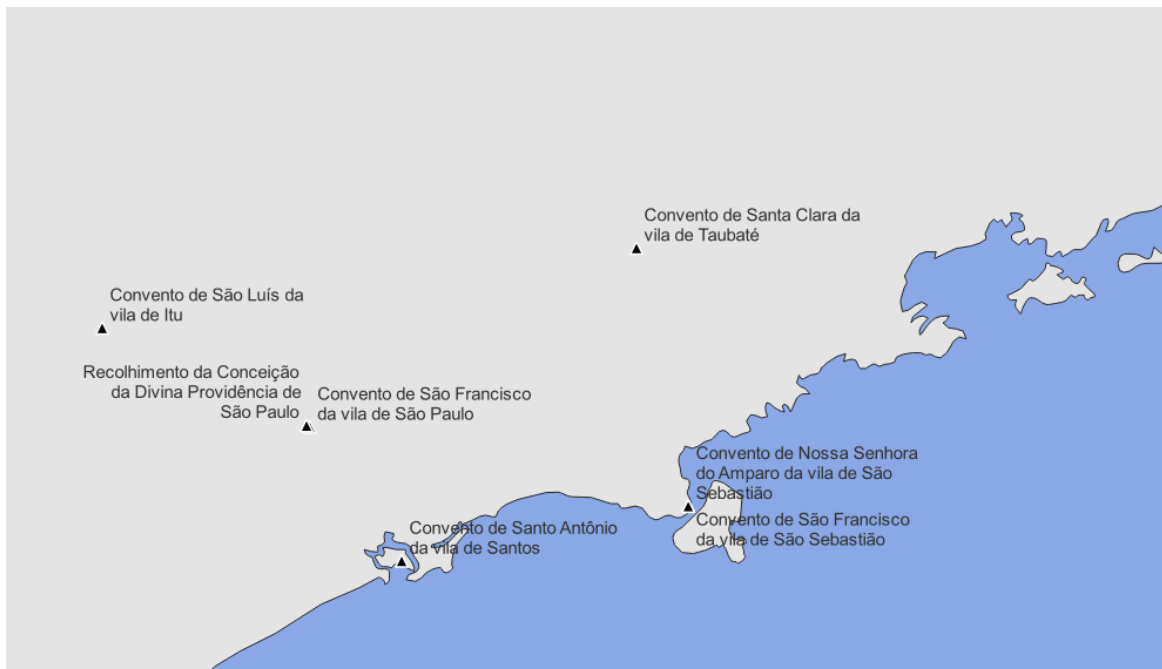 Convento de Santa Clara da
vila de Taubaté
Convento de São Luís da
vila de Itu
Recolhimento da Conceição
da Divina Providência de
São Paulo
Convento de São Francisco
da vila de São Paulo
Convento de Nossa Senhora
do Amparo da vila de São
Sebastião
Convento de São Francisco
da vila de São Sebastião
Convento de Santo Antônio
da vila de Santos